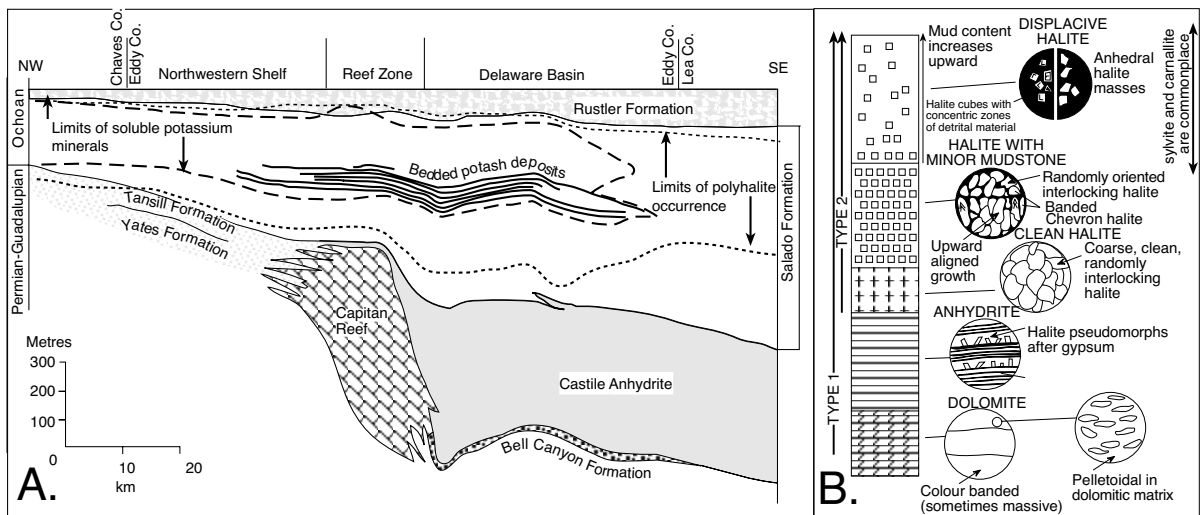 NW
Chaves Co.
Eddy Co.
Northwestern Shelf
Reef Zone
Delaware Basin
Eddy Co.
Lea Co.
SE
Ochoan
Permian-Guadalupian
Rustler Formation
Limits of soluble potassium
minerals
Bedded potash deposits
Limits of polyhalite
occurrence
Salado Formation
Tansill Formation
Yates Formation
Capitan
Reef
Castile Anhydrite
Bell Canyon Formation
Metres
300
200
100
0
10
20
km
A.
B.
TYPE 2
TYPE 1
Mud content
increases
upward
DISPLACIVE
HALITE
Anhedral
halite
masses
Halite cubes with
concentric zones
of detrital material
sylvite and carnallite
are commonplace
HALITE WITH
MINOR MUDSTONE
Randomly oriented
interlocking halite
Banded
Chevron halite
CLEAN HALITE
Upward
aligned
growth
Coarse, clean,
randomly
interlocking
halite
ANHYDRITE
Halite pseudomorphs
after gypsum
DOLOMITE
Colour banded
(sometimes massive)
Pelletoidal in
dolomitic matrix